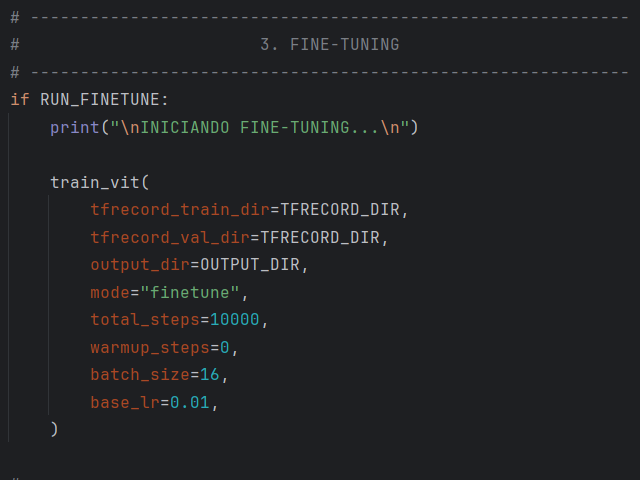 # ------------------------------------------------------------
# 3. FINE-TUNING
# ------------------------------------------------------------
if RUN_FINETUNE:
    print("\nINICIANDO FINE-TUNING...\n")
    train_vit(
        tfrecord_train_dir=TFRECORD_DIR,
        tfrecord_val_dir=TFRECORD_DIR,
        output_dir=OUTPUT_DIR,
        mode="finetune",
        total_steps=10000,
        warmup_steps=0,
        batch_size=16,
        base_lr=0.01,
    )